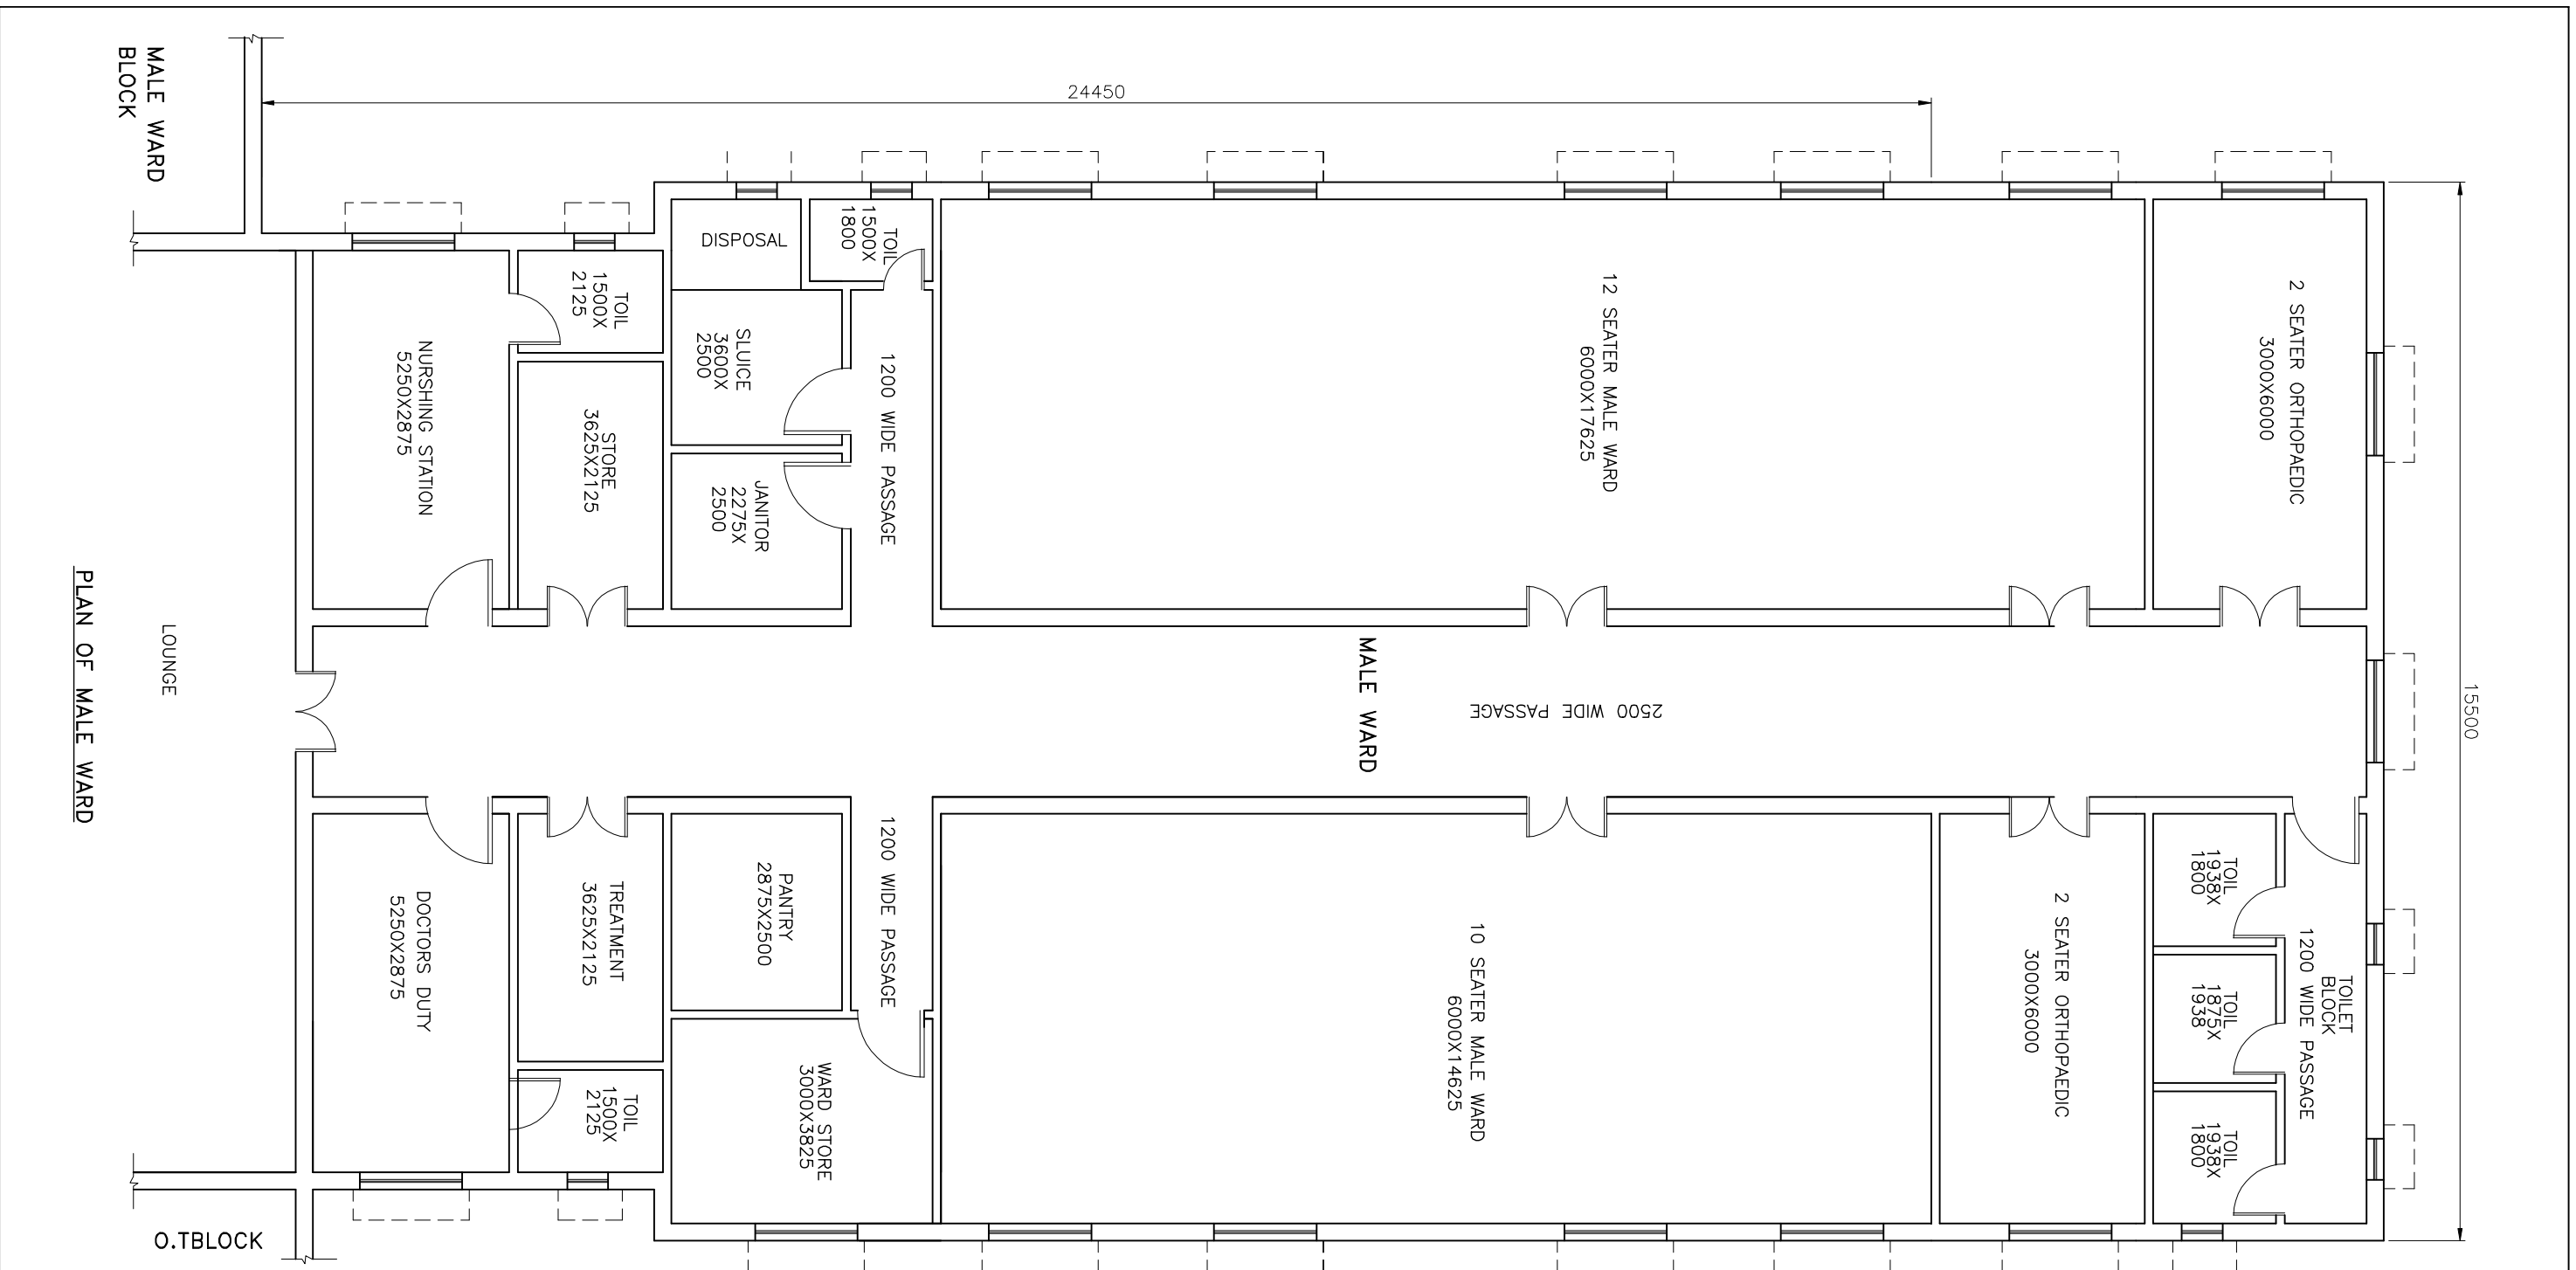 MALE WARD
BLOCK
24450
15500
DISPOSAL
TOIL
1500X
1800
TOIL
1500X
2125
NURSHING STATION
5250X2875
STORE
3625X2125
SLUICE
3600X
2500
JANITOR
2275X
2500
1200 WIDE PASSAGE
12 SEATER MALE WARD
6000X17625
2 SEATER ORTHOPAEDIC
3000X6000
LOUNGE
PLAN OF MALE WARD
MALE WARD
2500 WIDE PASSAGE
DOCTORS DUTY
5250X2875
TREATMENT
3625X2125
TOIL
1500X
2125
PANTRY
2875X2500
WARD STORE
3000X3825
1200 WIDE PASSAGE
10 SEATER MALE WARD
6000X14625
2 SEATER ORTHOPAEDIC
3000X6000
TOIL
1938X
1800
TOIL
1875X
1938
TOIL
1938X
1800
TOILET
BLOCK
1200 WIDE PASSAGE
O.TBLOCK